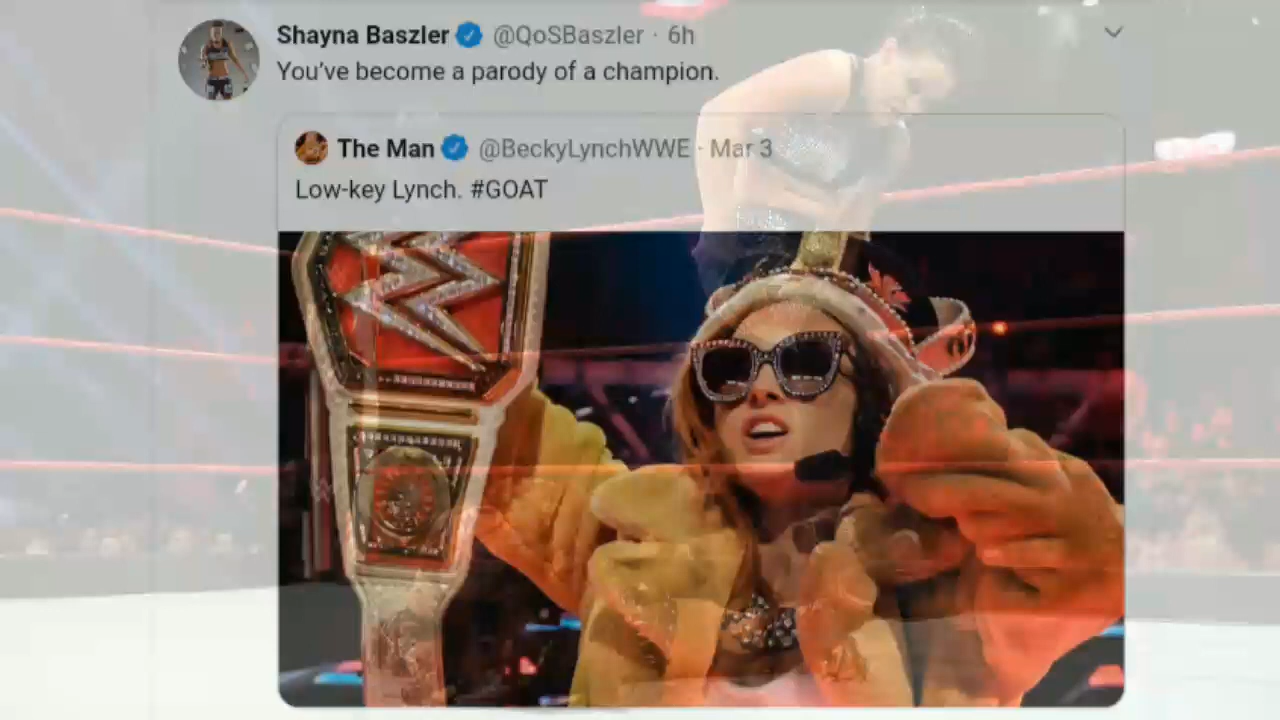 Shayna Baszler @QoSBaszler · 6h
You've become a parody of a champion.
The Man @BeckyLynchWWE · Mar 3
Low-key Lynch. #GOAT